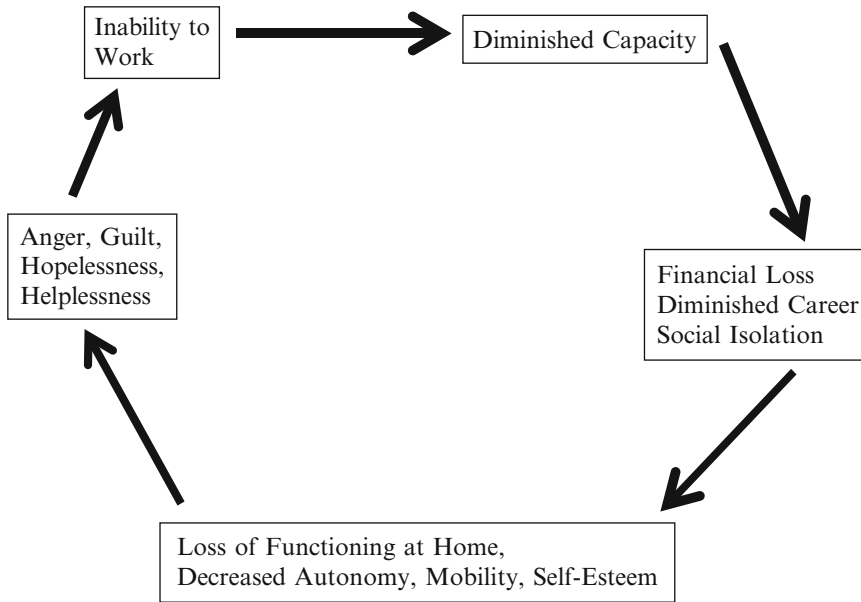 Inability to
Work
Diminished Capacity
Financial Loss
Diminished Career
Social Isolation
Loss of Functioning at Home,
Decreased Autonomy, Mobility, Self-Esteem
Anger, Guilt,
Hopelessness,
Helplessness